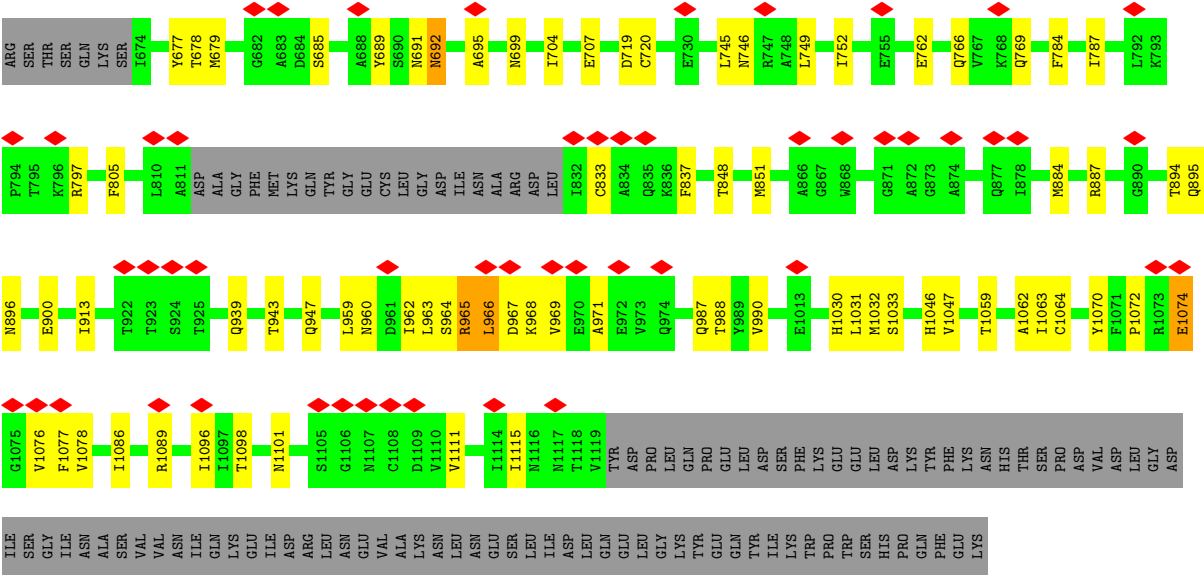 ARG SER THR SER GLN LYS SER I674 Y677 T678 M679 G682 A683 D684 S685 A688 Y689 S690 N691 N692 A695 N699 I704 E707 D719 C720 E730 L745 N746 R747 A748 L749 I752 E755 E762 Q766 V767 K768 Q769 F784 I787 L792 K793
P794 T795 K796 R797 F805 L810 A811 ASP ALA GLY PHE MET LYS GLN TYR GLY GLU CYS LEU GLY ASP ILE ASN ALA ARG ASP LEU I832 C833 A834 Q835 K836 F837 T848 M851 A866 G867 W868 G871 A872 G873 A874 Q877 I878 M884 R887 G890 T894 Q895
N896 E900 I913 T922 T923 S924 T925 Q939 T943 Q947 L959 N960 D961 I962 L963 S964 R965 L966 D967 K968 V969 E970 A971 E972 V973 Q974 Q987 T988 Y989 V990 E1013 H1030 L1031 M1032 S1033 H1046 V1047 T1059 A1062 I1063 C1064 Y1070 F1071 P1072 R1073 E1074
G1075 V1076 F1077 V1078 I1086 R1089 I1096 I1097 T1098 N1101 S1105 G1106 N1107 C1108 D1109 V1110 V1111 I1114 I1115 N1116 N1117 T1118 V1119 TYR ASP PRO LEU GLN PRO GLU LEU ASP SER PHE LYS GLU GLU LEU ASP LYS TYR PHE LYS ASN HIS THR SER PRO ASP VAL ASP LEU GLY ASP
ILE SER GLY ILE ASN ALA SER VAL VAL ASN ILE GLN LYS GLU ILE ASP ARG LEU ASN GLU VAL ALA LYS ASN LEU ASN GLU SER LEU ILE ASP LEU GLN GLU LEU GLY LYS TYR GLU GLN TYR ILE LYS TRP PRO TRP SER HIS PRO GLN PHE GLU LYS